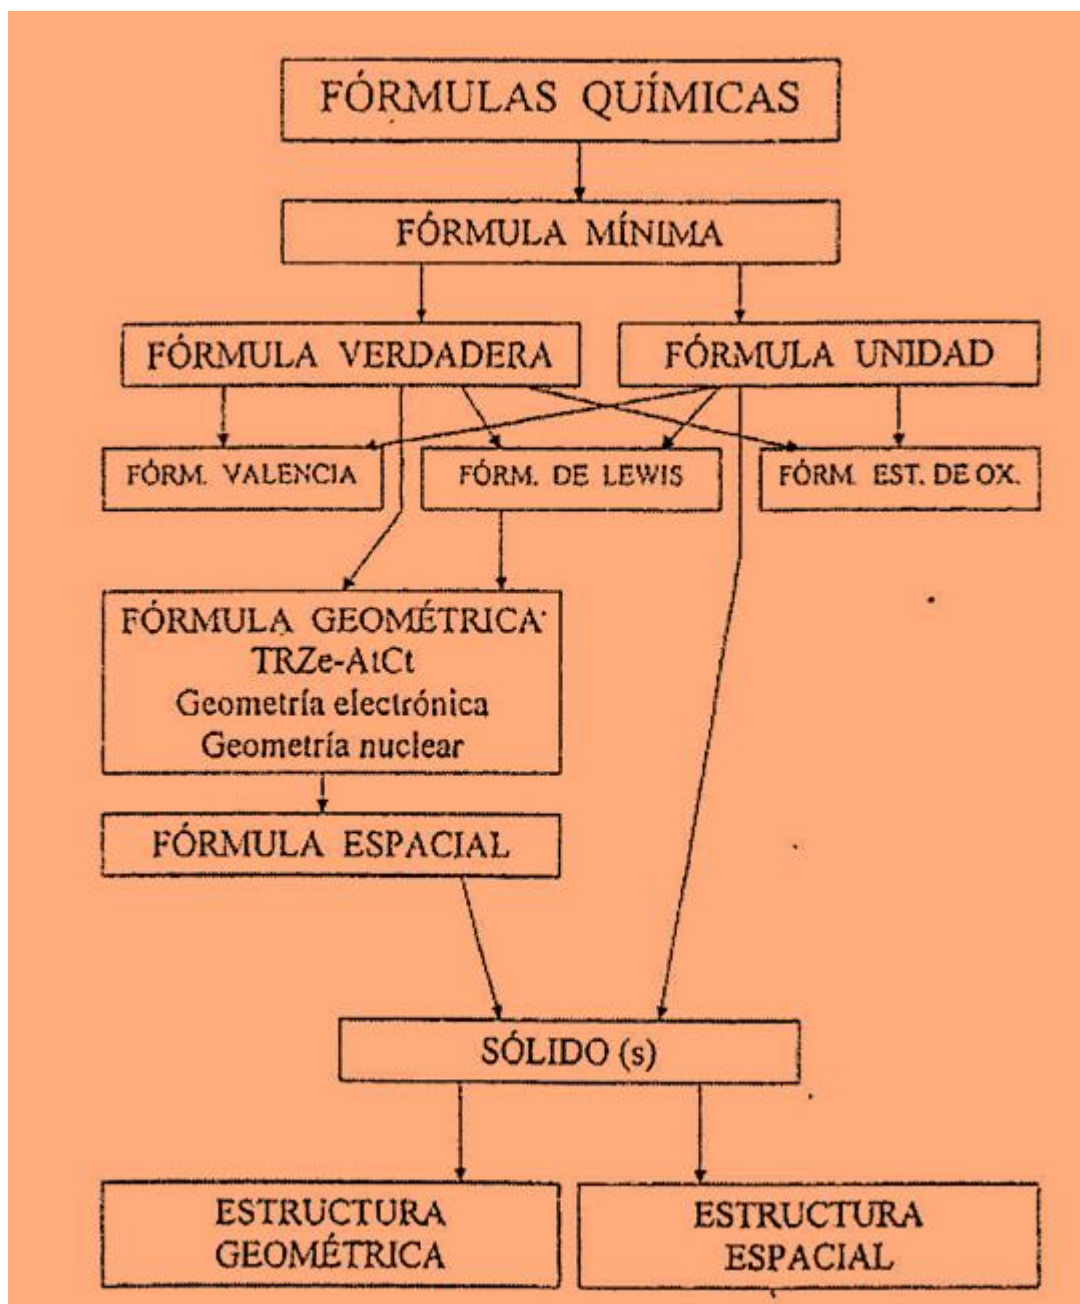 FÓRMULAS QUÍMICAS
FÓRMULA MÍNIMA
FÓRMULA VERDADERA
FÓRMULA UNIDAD
FÓRM. VALENCIA
FÓRM. DE LEWIS
FÓRM. EST. DE OX.
FÓRMULA GEOMÉTRICA
TRZe-AtCt
Geometría electrónica
Geometría nuclear
FÓRMULA ESPACIAL
SÓLIDO (s)
ESTRUCTURA
GEOMÉTRICA
ESTRUCTURA
ESPACIAL